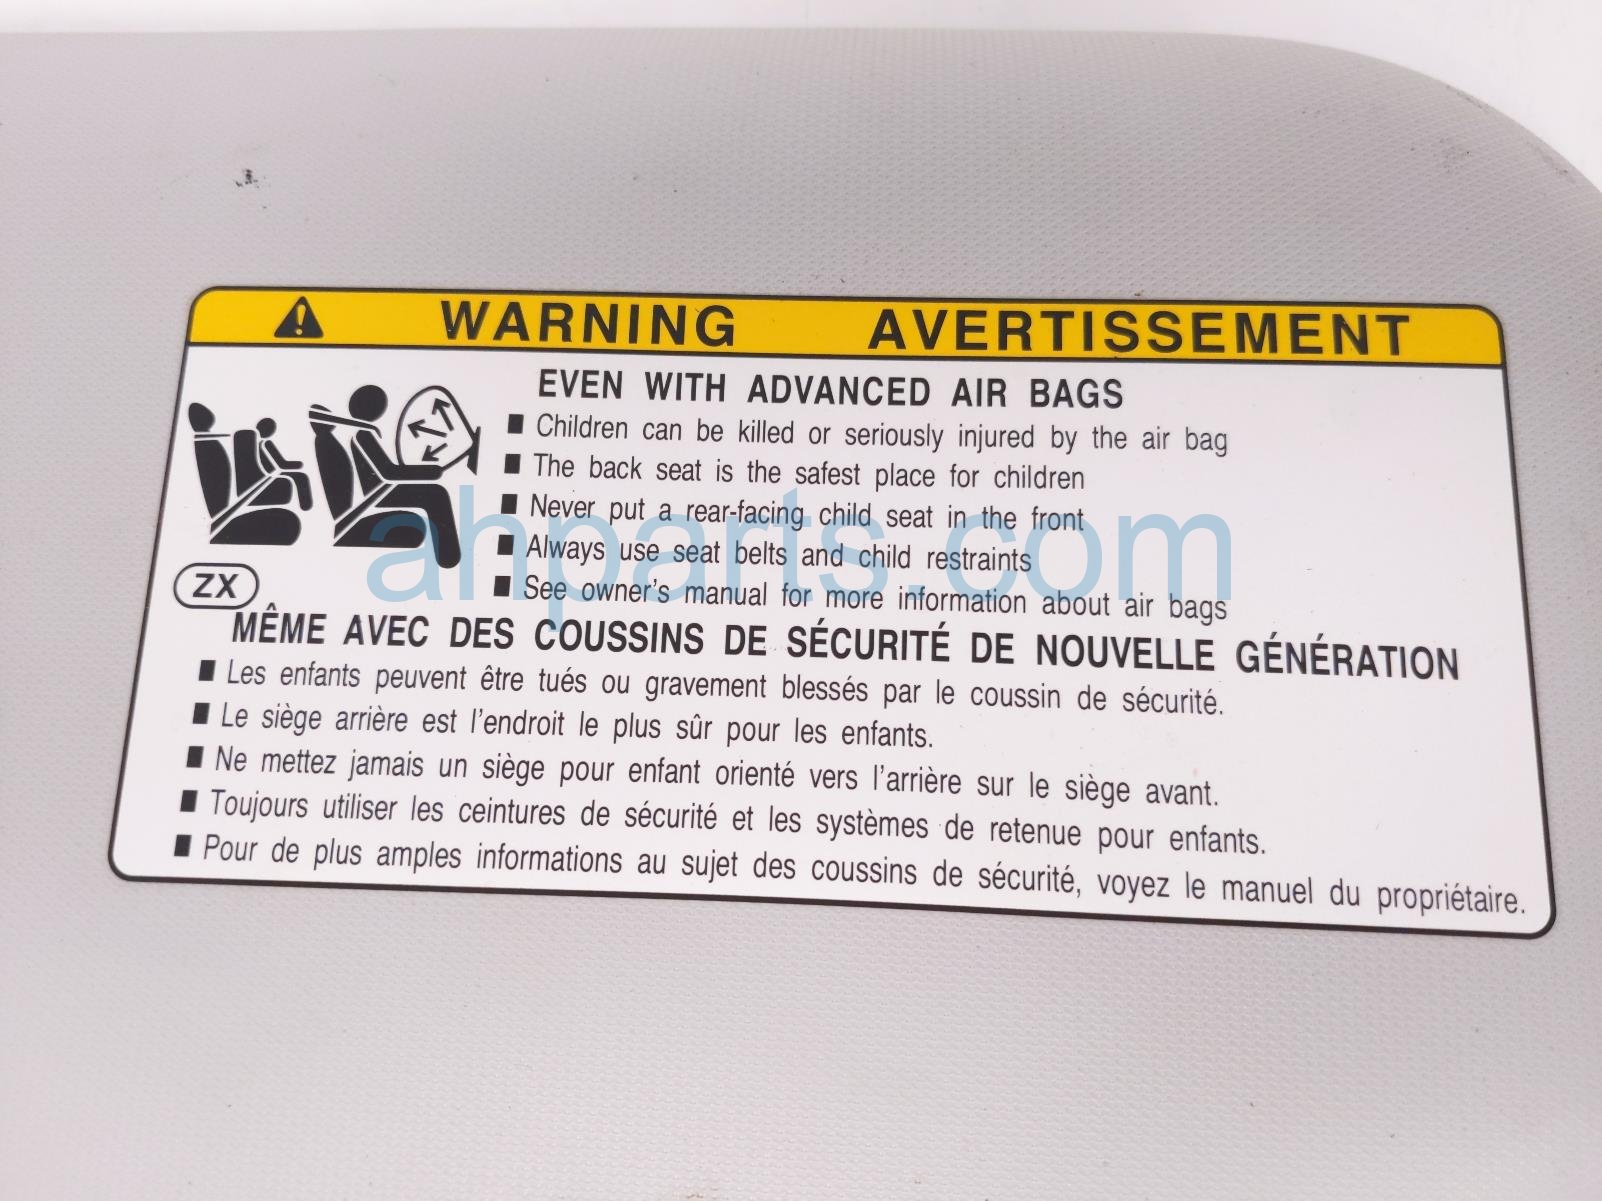 WARNING AVERTISSEMENT
EVEN WITH ADVANCED AIR BAGS
■ Children can be killed or seriously injured by the air bag
■ The back seat is the safest place for children
■ Never put a rear-facing child seat in the front
■ Always use seat belts and child restraints
■ See owner's manual for more information about air bags
ahparts.com
ZX
MÊME AVEC DES COUSSINS DE SÉCURITÉ DE NOUVELLE GÉNÉRATION
■ Les enfants peuvent être tués ou gravement blessés par le coussin de sécurité.
■ Le siège arrière est l'endroit le plus sûr pour les enfants.
■ Ne mettez jamais un siège pour enfant orienté vers l'arrière sur le siège avant.
■ Toujours utiliser les ceintures de sécurité et les systèmes de retenue pour enfants.
■ Pour de plus amples informations au sujet des coussins de sécurité, voyez le manuel du propriétaire.